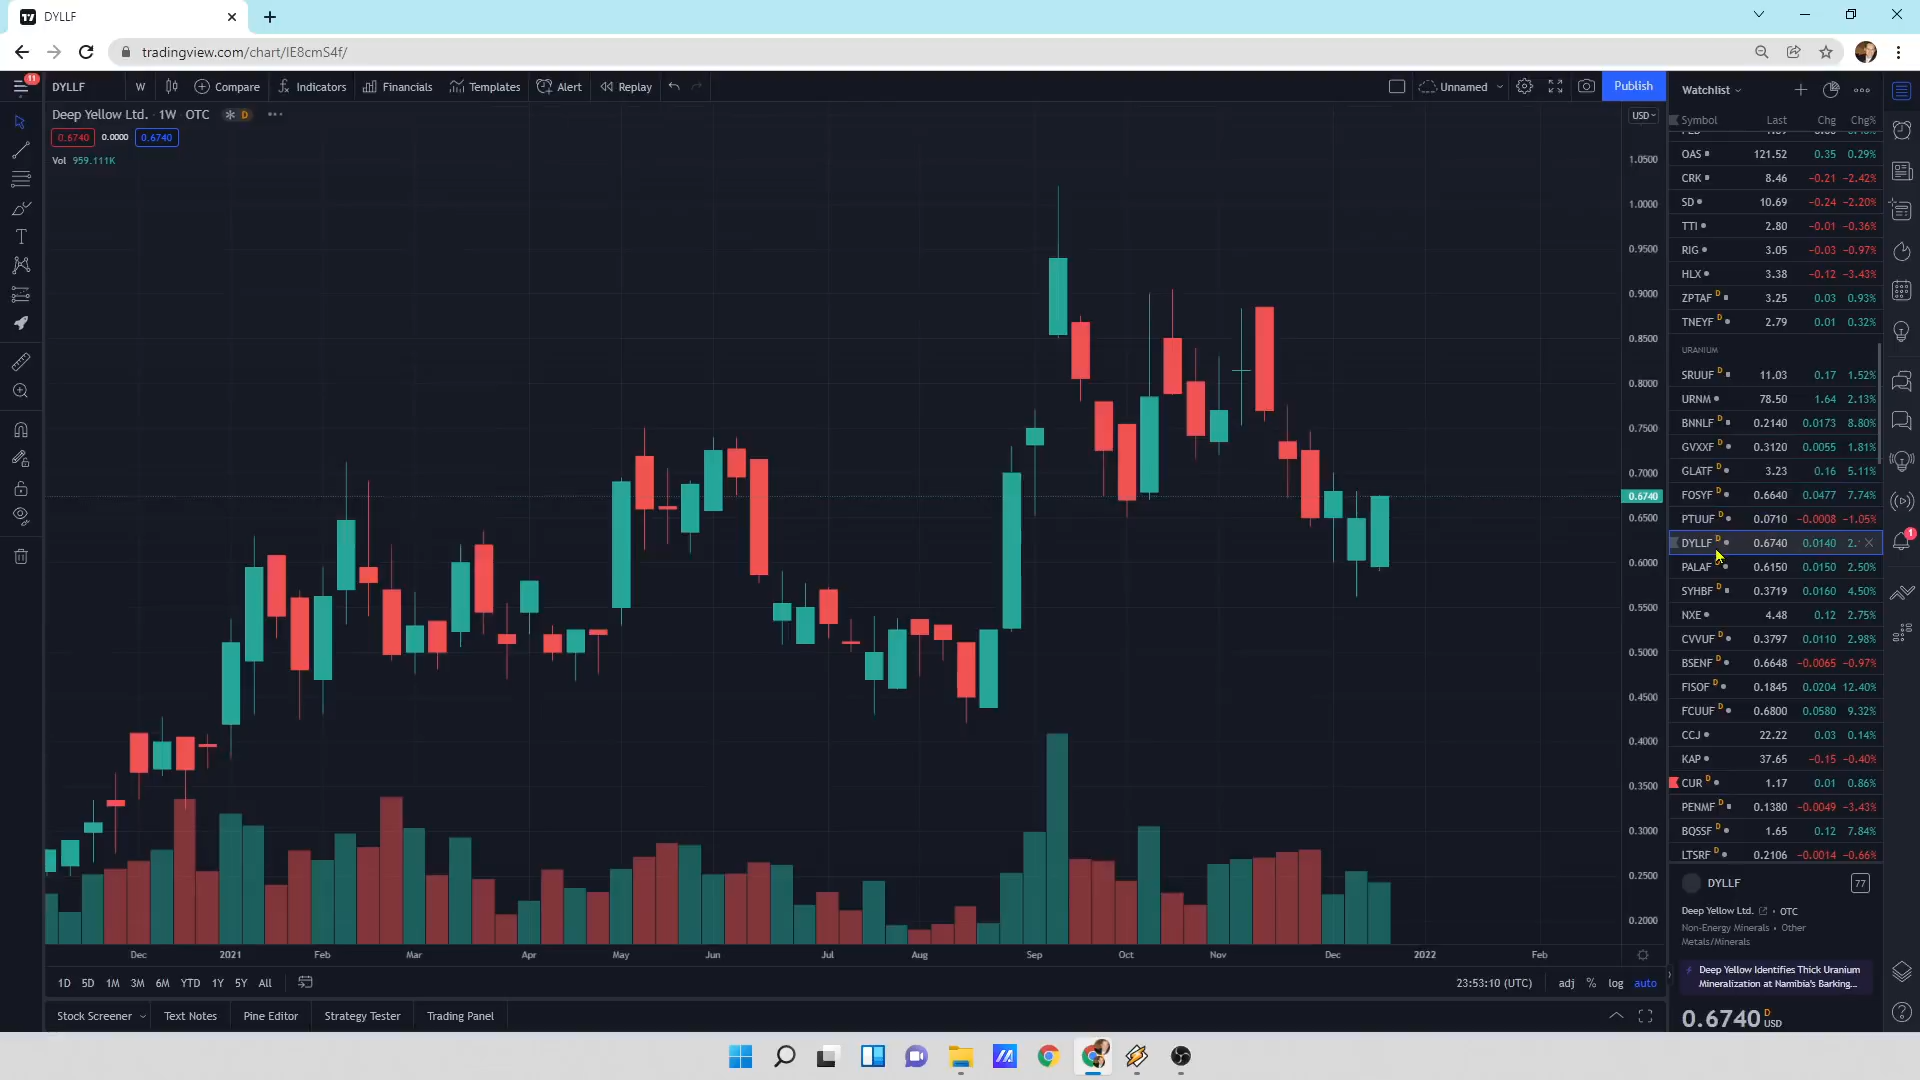 DYLLF
tradingview.com/chart/IE8cmS4f/
11
DYLLF W Compare Indicators Financials Templates Alert Replay Unnamed Publish
Deep Yellow Ltd. · 1W OTC D
0.6740 0.0000 0.6740
Vol 959.111K
USD
1.0500
1.0000
0.9500
0.9000
0.8500
0.8000
0.7500
0.7000
0.6740
0.6500
0.6000
0.5500
0.5000
0.4500
0.4000
0.3500
0.3000
0.2500
0.2000
Dec 2021 Feb Mar Apr May Jun Jul Aug Sep Oct Nov Dec 2022 Feb
1D 5D 1M 3M 6M YTD 1Y 5Y All
23:53:10 (UTC) adj % log auto
Stock Screener Text Notes Pine Editor Strategy Tester Trading Panel
Watchlist
Symbol Last Chg Chg%
OAS 121.52 0.35 0.29%
CRK 8.46 −0.21 −2.42%
SD 10.69 −0.24 −2.20%
TTI 2.80 −0.01 −0.36%
RIG 3.05 −0.03 −0.97%
HLX 3.38 −0.12 −3.43%
ZPTAF D 3.25 0.03 0.93%
TNEYF D 2.79 0.01 0.32%
URANIUM
SRUUF D 11.03 0.17 1.52%
URNM 78.50 1.64 2.13%
BNNLF D 0.2140 0.0173 8.80%
GVXXF D 0.3120 0.0055 1.81%
GLATF D 3.23 0.16 5.11%
FOSYF D 0.6640 0.0477 7.74%
PTUUF D 0.0710 −0.0008 −1.05%
DYLLF D 0.6740 0.0140 2.
PALAF 0.6150 0.0150 2.50%
SYHBF D 0.3719 0.0160 4.50%
NXE 4.48 0.12 2.75%
CVVUF D 0.3797 0.0110 2.98%
BSENF D 0.6648 −0.0065 −0.97%
FISOF D 0.1845 0.0204 12.40%
FCUUF D 0.6800 0.0580 9.32%
CCJ 22.22 0.03 0.14%
KAP 37.65 −0.15 −0.40%
CUR D 1.17 0.01 0.86%
PENMF D 0.1380 −0.0049 −3.43%
BQSSF D 1.65 0.12 7.84%
LTSRF D 0.2106 −0.0014 −0.66%
DYLLF 77
Deep Yellow Ltd. • OTC
Non-Energy Minerals • Other
Metals/Minerals
Deep Yellow Identifies Thick Uranium
Mineralization at Namibia's Barking...
0.6740 D USD
1